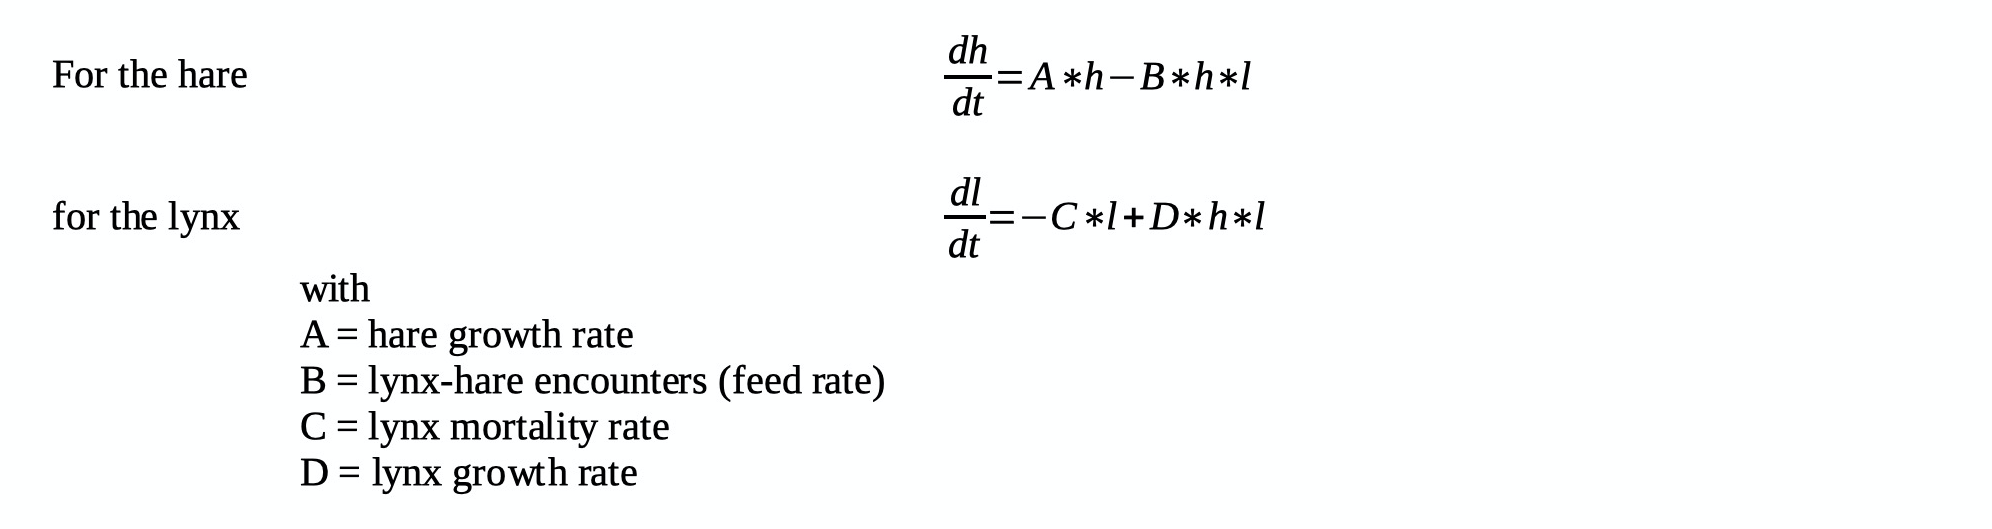 For the hare dh/dt = A∗h − B∗h∗l
for the lynx dl/dt = −C∗l + D∗h∗l
with
A = hare growth rate
B = lynx-hare encounters (feed rate)
C = lynx mortality rate
D = lynx growth rate